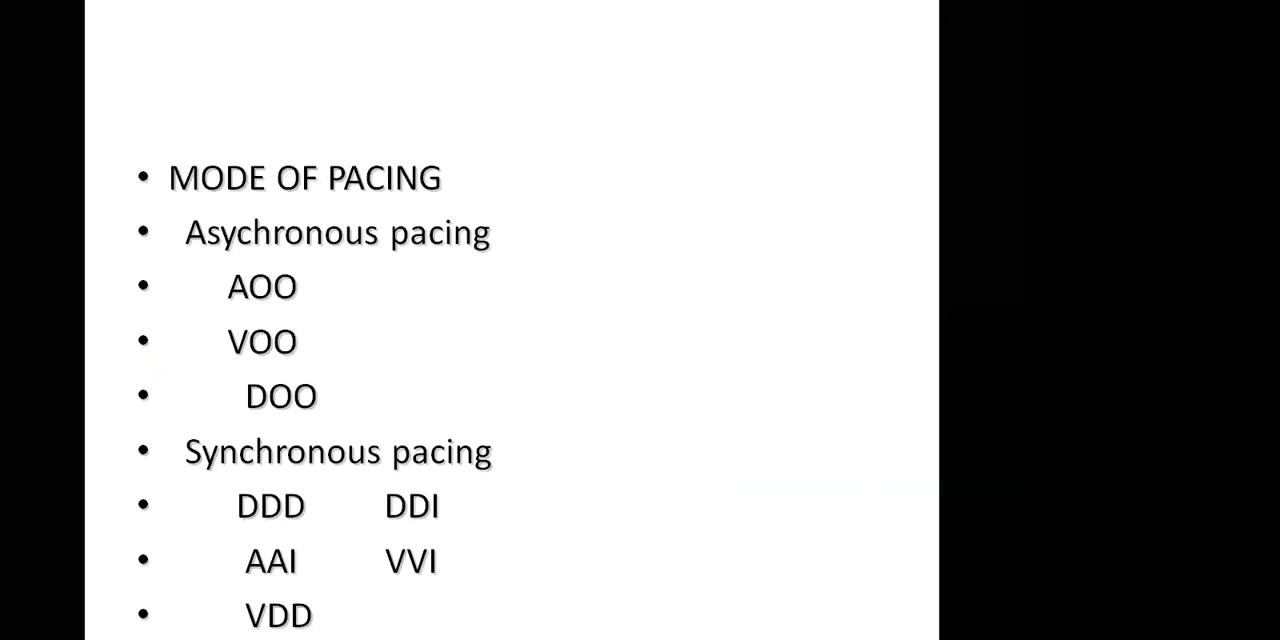 • MODE OF PACING
• Asychronous pacing
• AOO
• VOO
• DOO
• Synchronous pacing
• DDD DDI
• AAI VVI
• VDD